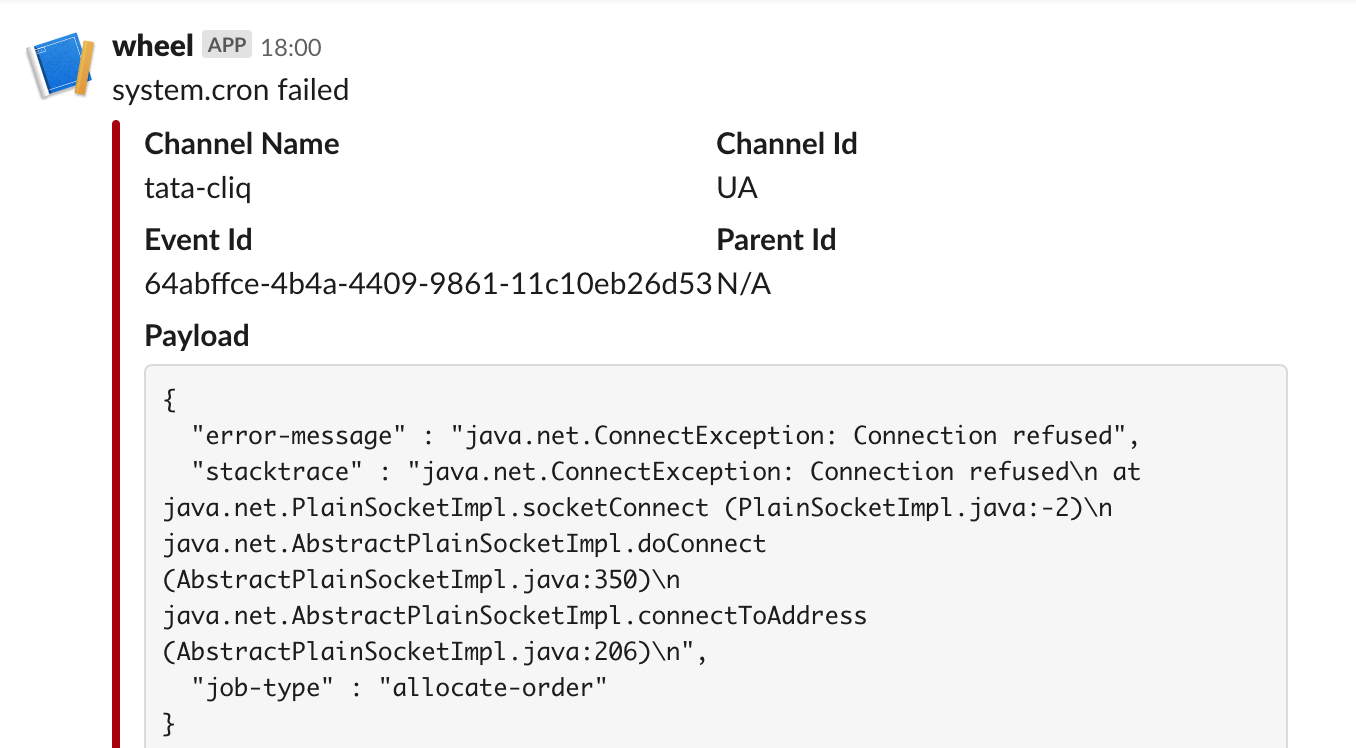 wheel APP 18:00
system.cron failed
Channel Name Channel Id
tata-cliq UA
Event Id Parent Id
64abffce-4b4a-4409-9861-11c10eb26d53 N/A
Payload
{
  "error-message" : "java.net.ConnectException: Connection refused",
  "stacktrace" : "java.net.ConnectException: Connection refused\n at
java.net.PlainSocketImpl.socketConnect (PlainSocketImpl.java:-2)\n
java.net.AbstractPlainSocketImpl.doConnect
(AbstractPlainSocketImpl.java:350)\n
java.net.AbstractPlainSocketImpl.connectToAddress
(AbstractPlainSocketImpl.java:206)\n",
  "job-type" : "allocate-order"
}